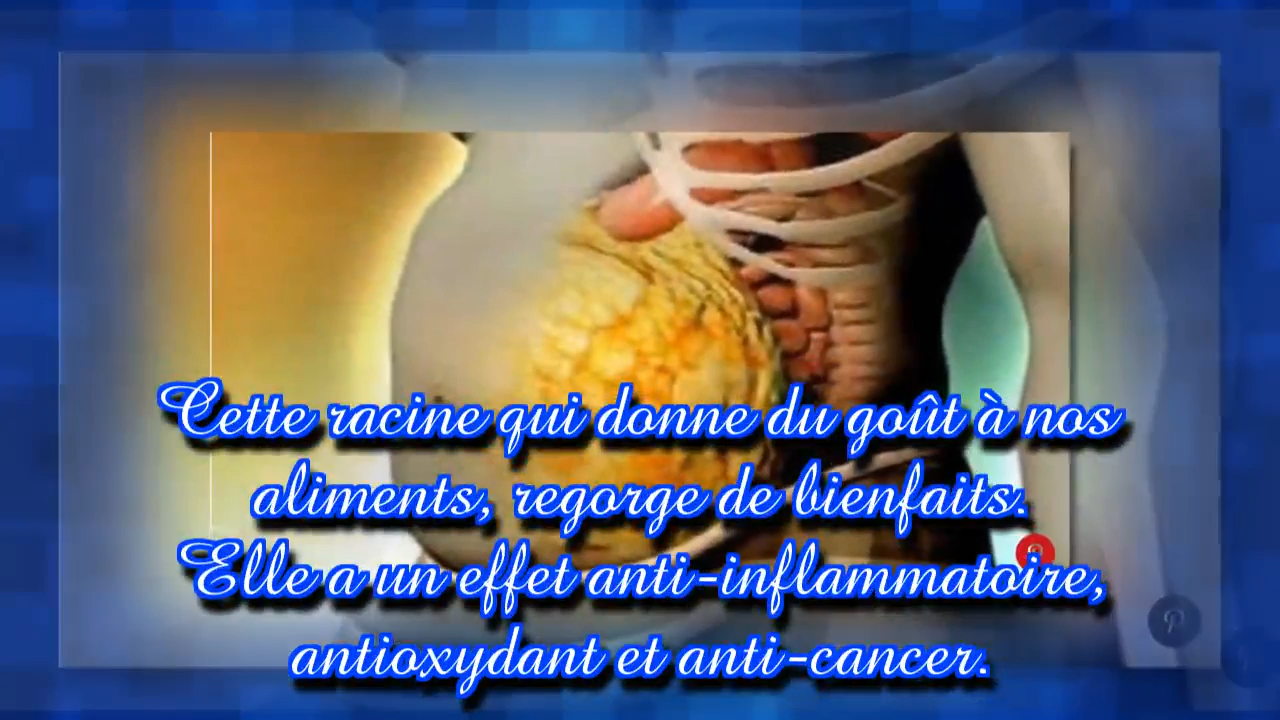 Cette racine qui donne du goût à nos
aliments, regorge de bienfaits.
Elle a un effet anti-inflammatoire,
antioxydant et anti-cancer.